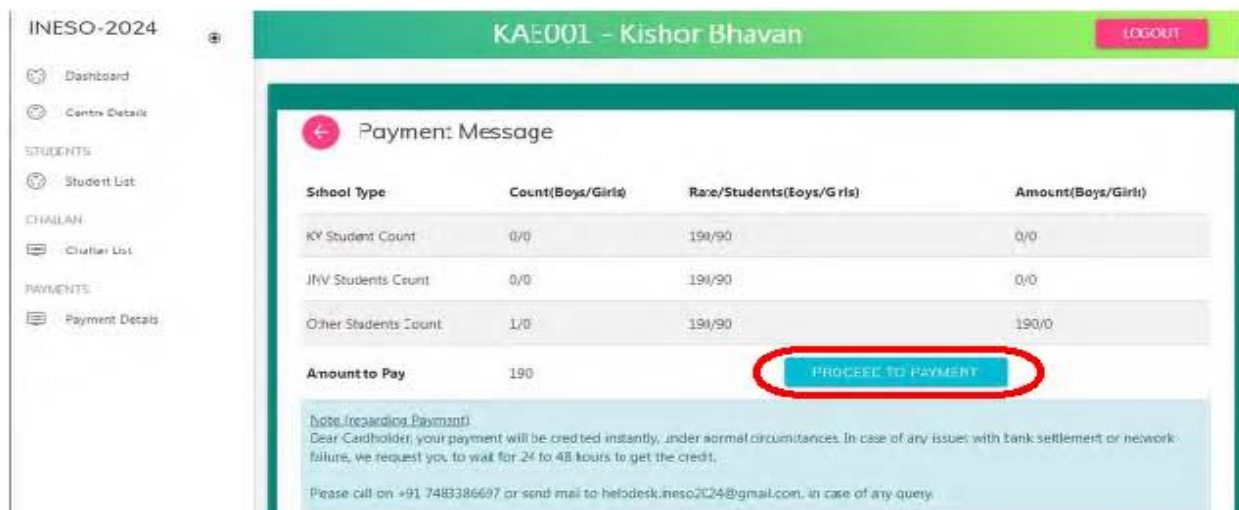 INESO-2024
KAE001 - Kishor Bhavan
LOGOUT
Dashboard
Centre Details
STUDENTS
Student List
CHALLAN
Challan List
PAYMENTS
Payment Details
Payment Message
School Type Count(Boys/Girls) Rate/Students(Boys/Girls) Amount(Boys/Girls)
KV Student Count 0/0 190/90 0/0
JNV Students Count 0/0 190/90 0/0
Other Students Count 1/0 190/90 190/0
Amount to Pay 190 PROCEED TO PAYMENT
Note (regarding Payment)
Dear Cardholder, your payment will be credited instantly, under normal circumstances. In case of any issues with bank settlement or network
failure, we request you to wait for 24 to 48 hours to get the credit.
Please call on +91 7483386697 or send mail to helpdesk.ineso2024@gmail.com, in case of any query.